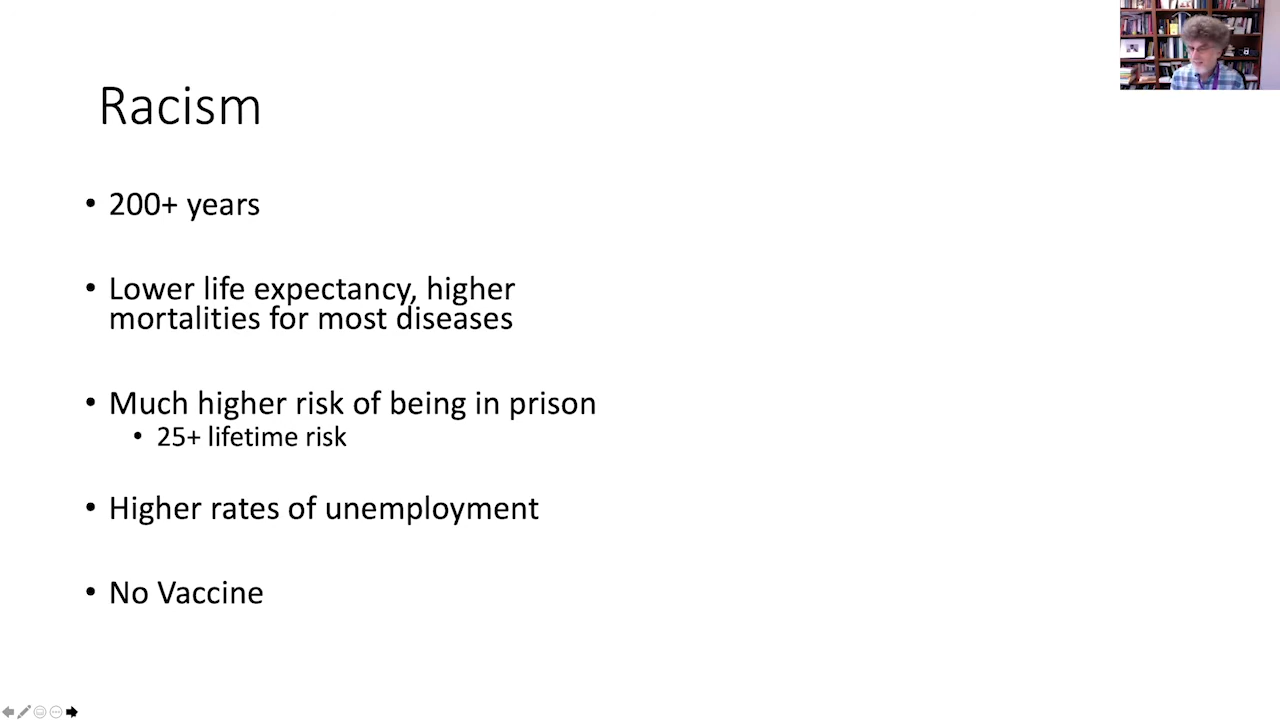 Racism
• 200+ years
• Lower life expectancy, higher
mortalities for most diseases
• Much higher risk of being in prison
• 25+ lifetime risk
• Higher rates of unemployment
• No Vaccine